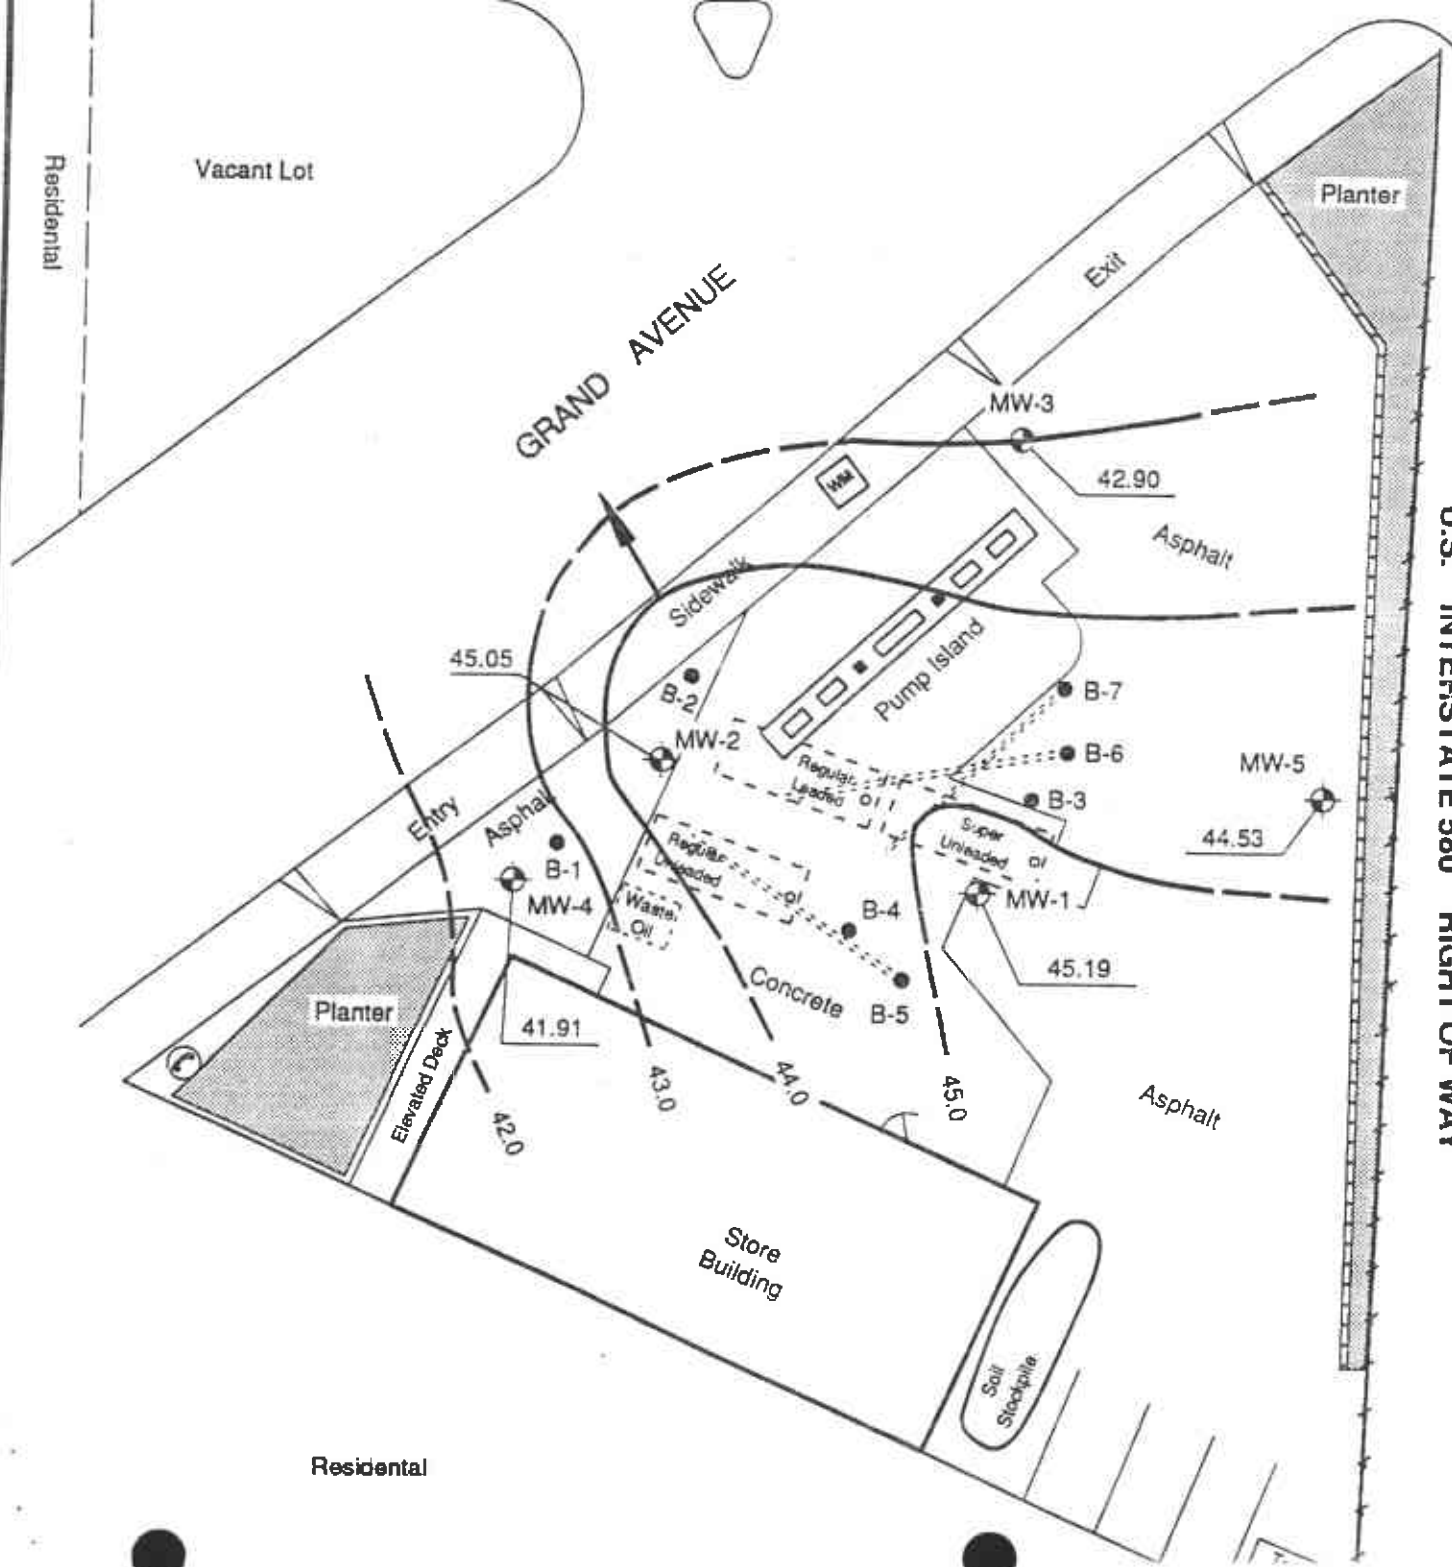 Residental
Vacant Lot
GRAND AVENUE
Planter
Exit
MW-3
42.90
WM
Asphalt
Sidewalk
Pump Island
45.05
B-2
MW-2
B-7
B-6
B-3
MW-5
44.53
Regular
Leaded
Super
Unleaded
Entry
Asphalt
B-1
MW-4
Regular
Unleaded
Waste
Oil
B-4
MW-1
45.19
Concrete
B-5
Planter
41.91
Elevated Deck
42.0
43.0
44.0
45.0
Asphalt
U.S. INTERSTATE 580 RIGHT OF WAY
Store
Building
Soil
Stockpile
Residental